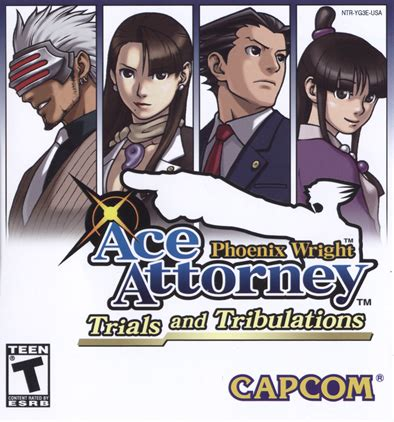 NTR-YG3E-USA
Phoenix Wright™
Ace
Attorney™
Trials and Tribulations
TEEN
T
CONTENT RATED BY
ESRB
CAPCOM®